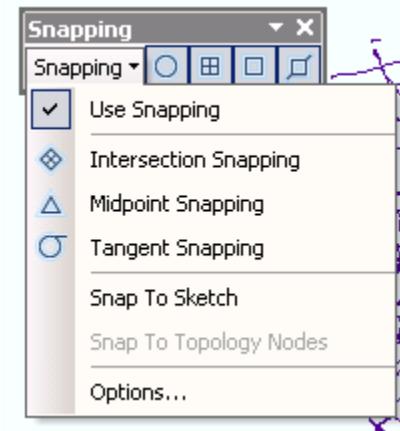 Snapping
Snapping
Use Snapping
Intersection Snapping
Midpoint Snapping
Tangent Snapping
Snap To Sketch
Snap To Topology Nodes
Options...